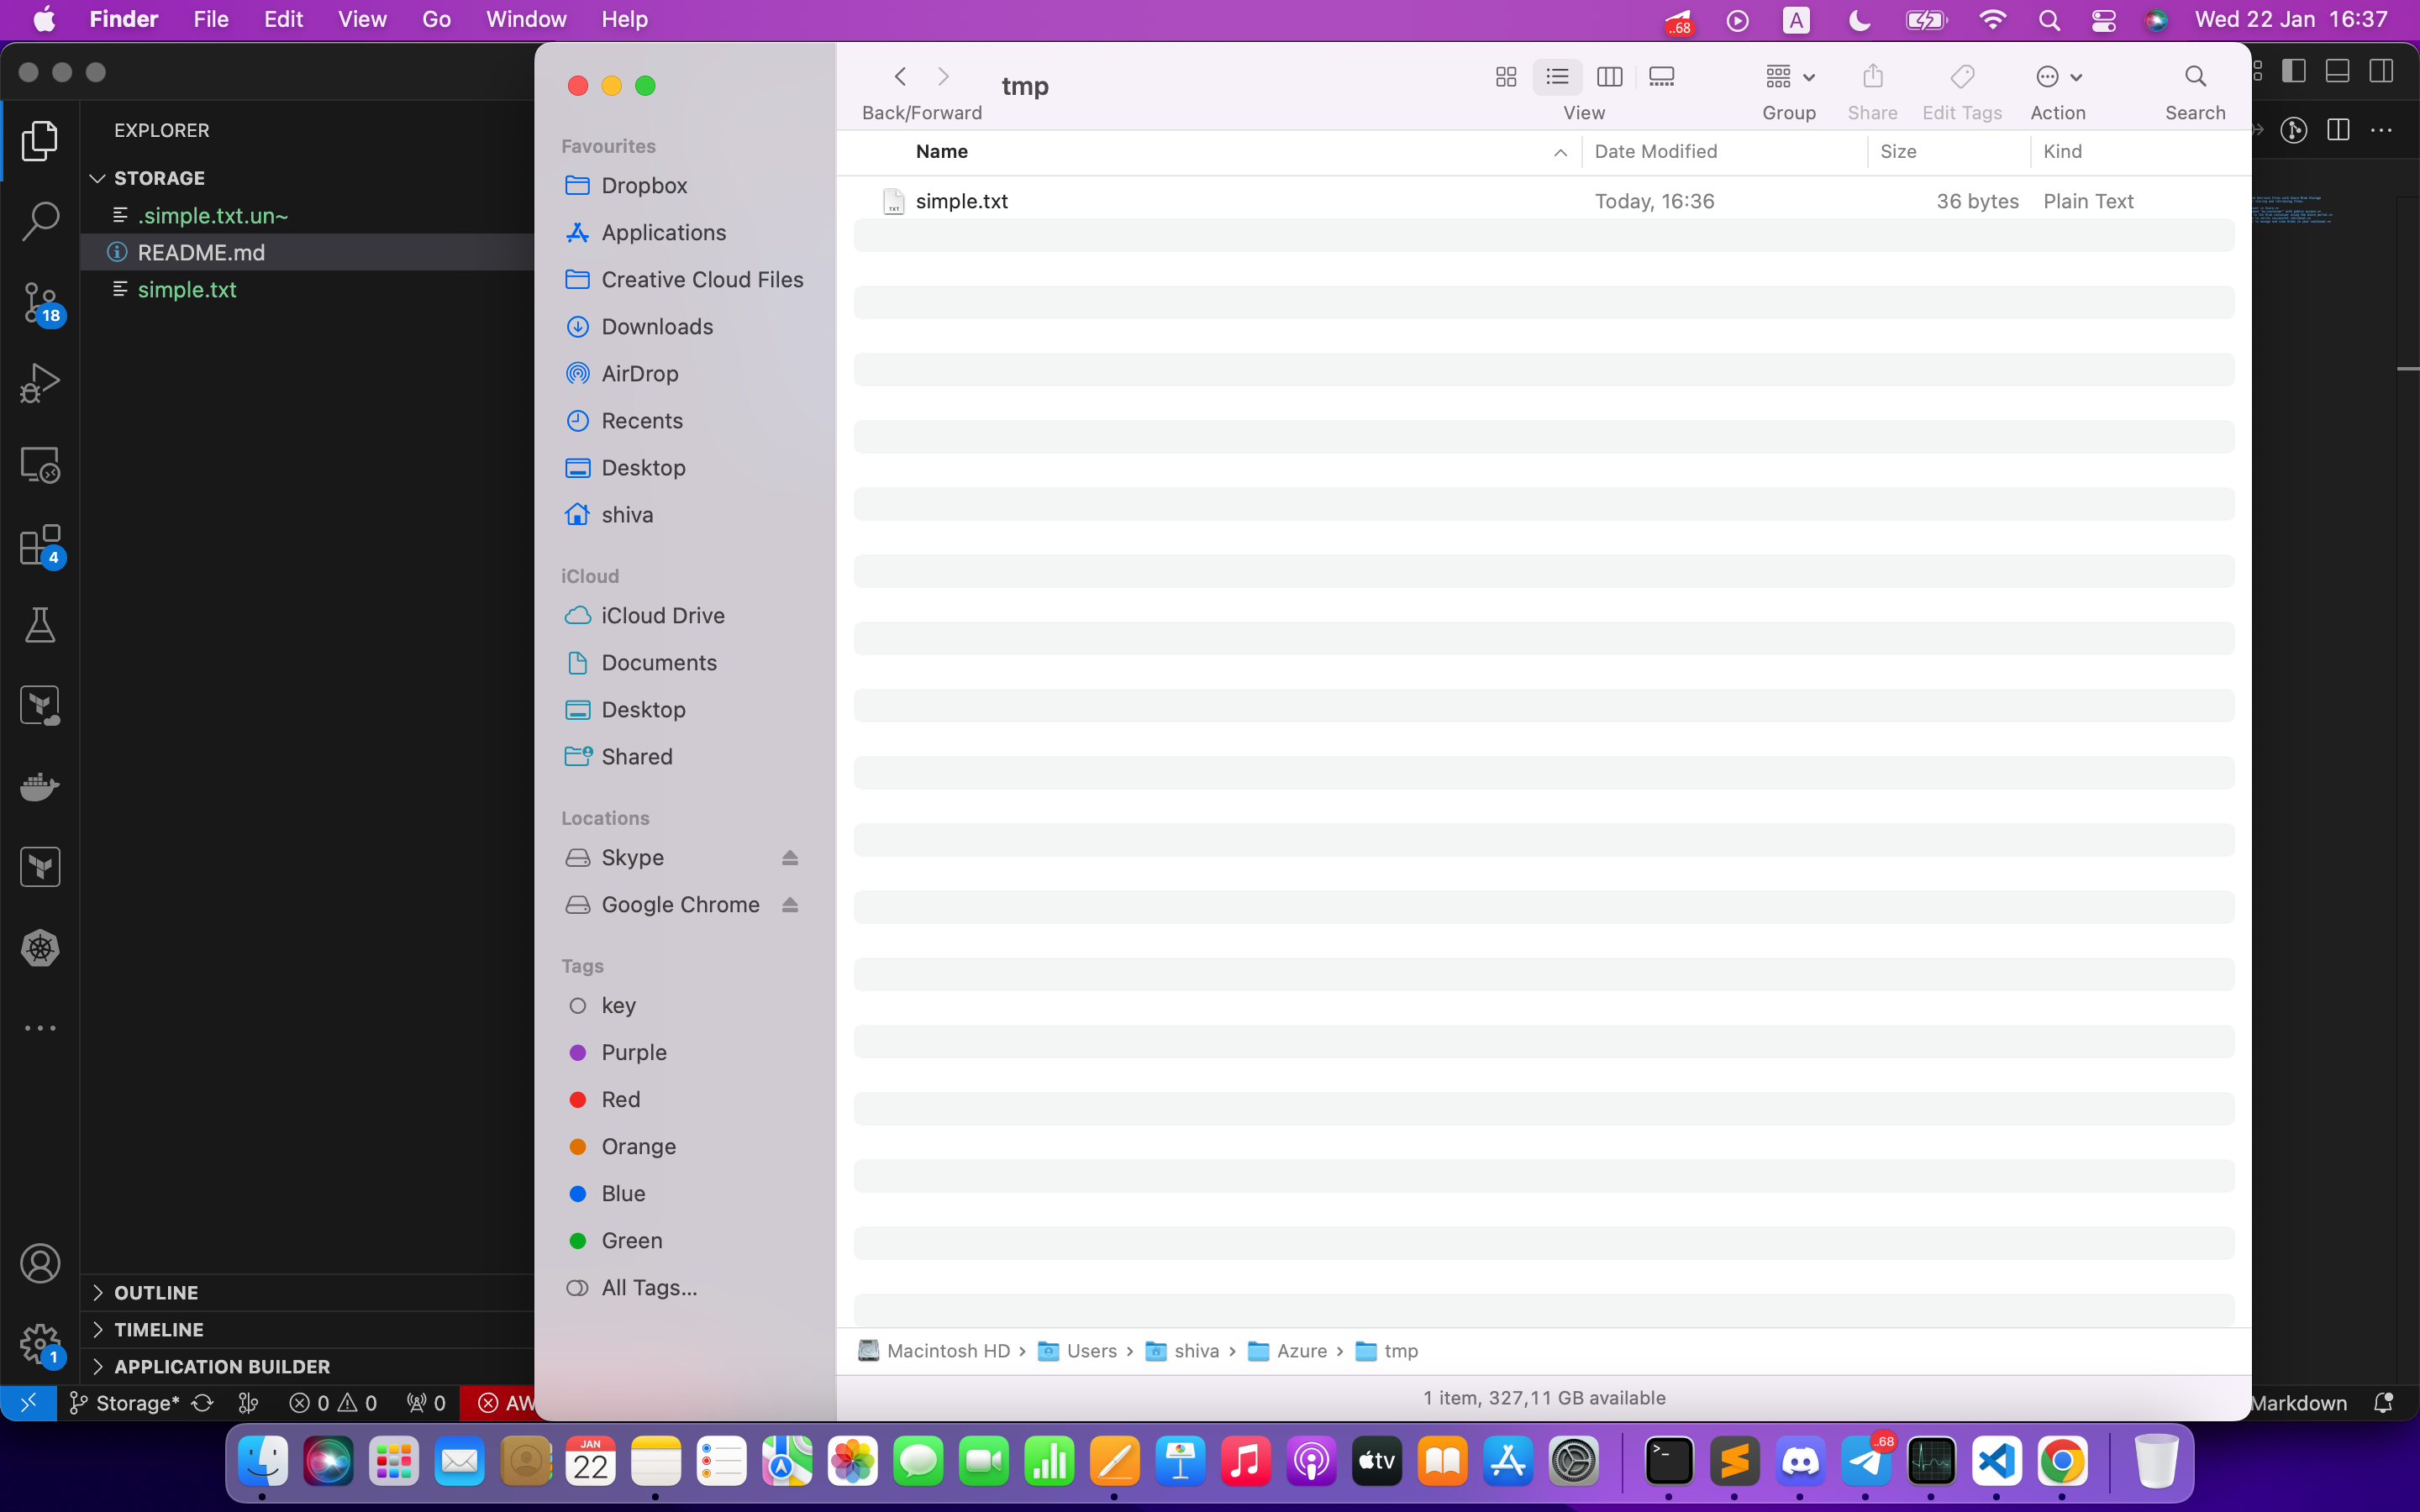 Finder File Edit View Go Window Help ..68 A Wed 22 Jan 16:37
EXPLORER
STORAGE
.simple.txt.un~
README.md
simple.txt
18
4
1
OUTLINE
TIMELINE
APPLICATION BUILDER
Storage* 0 0 0 AW
Favourites
Dropbox
Applications
Creative Cloud Files
Downloads
AirDrop
Recents
Desktop
shiva
iCloud
iCloud Drive
Documents
Desktop
Shared
Locations
Skype
Google Chrome
Tags
key
Purple
Red
Orange
Blue
Green
All Tags...
tmp
Back/Forward View Group Share Edit Tags Action Search
Name Date Modified Size Kind
TXT simple.txt Today, 16:36 36 bytes Plain Text
Macintosh HD › Users › shiva › Azure › tmp
1 item, 327,11 GB available
Markdown
JAN
22
tv
>_
..68